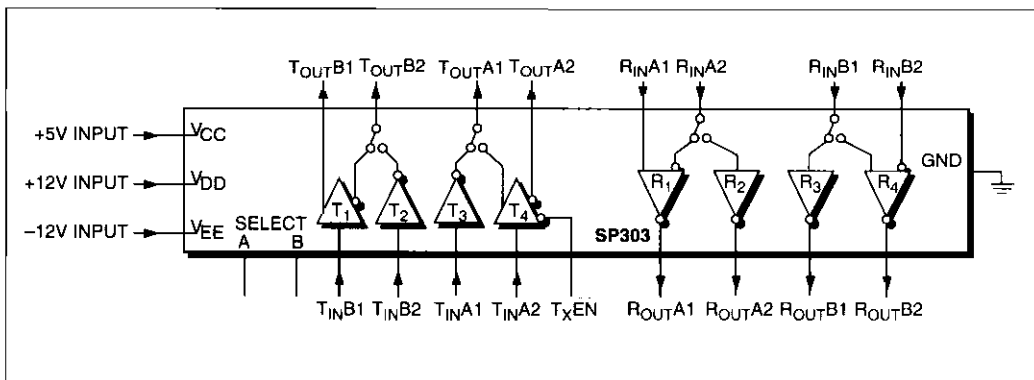 TOUTB1 TOUTB2 TOUTA1 TOUTA2 RINA1 RINA2 RINB1 RINB2
+5V INPUT VCC
GND
+12V INPUT VDD
T1 T2 T3 T4 R1 R2 R3 R4
−12V INPUT VEE SELECT
A B
SP303
TINB1 TINB2 TINA1 TINA2 TXEN ROUTA1 ROUTA2 ROUTB1 ROUTB2